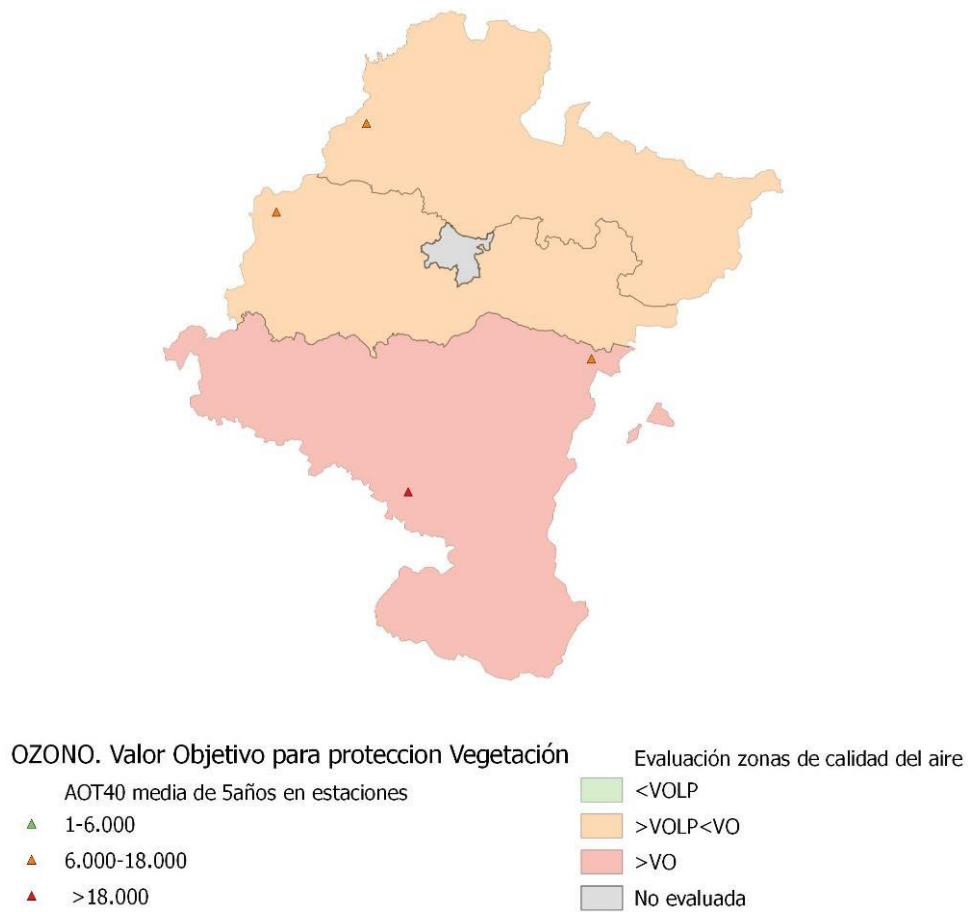 OZONO. Valor Objetivo para proteccion Vegetación
AOT40 media de 5años en estaciones
1-6.000
6.000-18.000
>18.000
Evaluación zonas de calidad del aire
<VOLP
>VOLP<VO
>VO
No evaluada